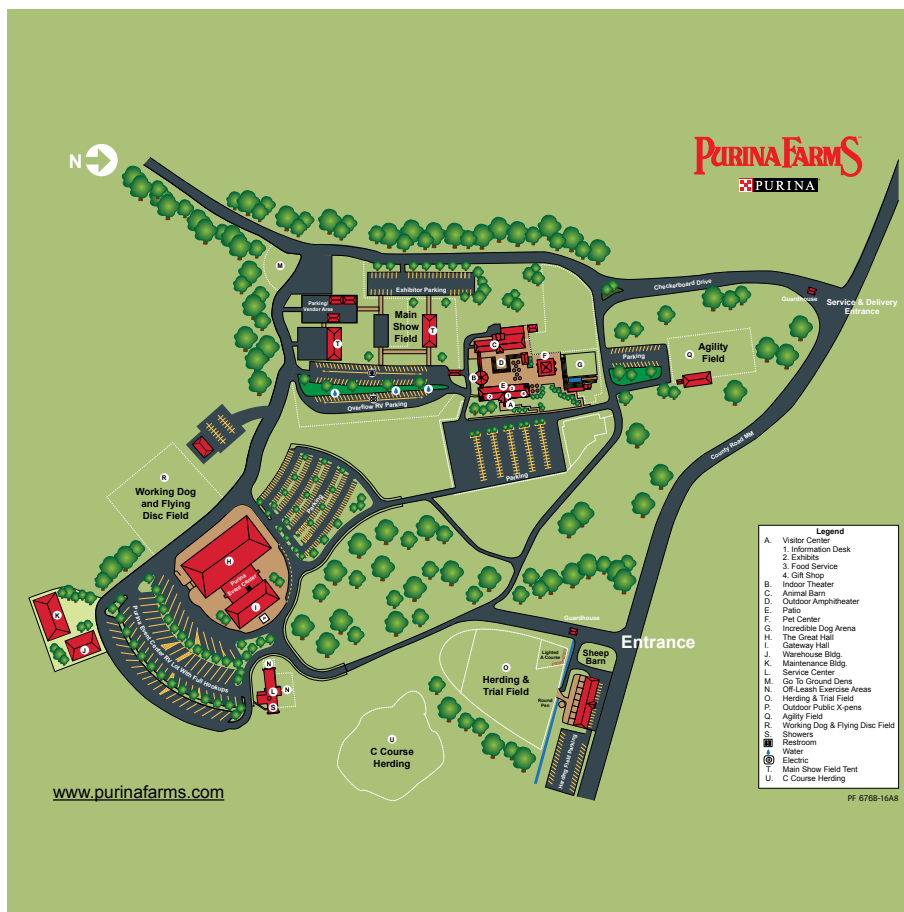 N
PURINA FARMS
PURINA
M
Exhibitor Parking
Checkerboard Drive
Guardhouse
Service & Delivery
Entrance
Parking/
Vendor Area
Main
Show
Field
T
T
C
D
F
G
B
E
A
1
2
3
4
Parking
Q
Agility
Field
Overflow RV Parking
Parking
County Road MM
R
Working Dog
and Flying
Disc Field
Parking
H
Purina
Event Center
I
P
K
J
Purina Event Center RV Lot With Full Hookups
N
L
N
S
Guardhouse
Entrance
Lighted
A Course
Sheep
Barn
O
Herding &
Trial Field
Round
Pen
Herding Field Parking
U
C Course
Herding
Legend
A. Visitor Center
1. Information Desk
2. Exhibits
3. Food Service
4. Gift Shop
B. Indoor Theater
C. Animal Barn
D. Outdoor Amphitheater
E. Patio
F. Pet Center
G. Incredible Dog Arena
H. The Great Hall
I. Gateway Hall
J. Warehouse Bldg.
K. Maintenance Bldg.
L. Service Center
M. Go To Ground Dens
N. Off-Leash Exercise Areas
O. Herding & Trial Field
P. Outdoor Public X-pens
Q. Agility Field
R. Working Dog & Flying Disc Field
S. Showers
Restroom
Water
Electric
T. Main Show Field Tent
U. C Course Herding
www.purinafarms.com
PF 676B-16A8